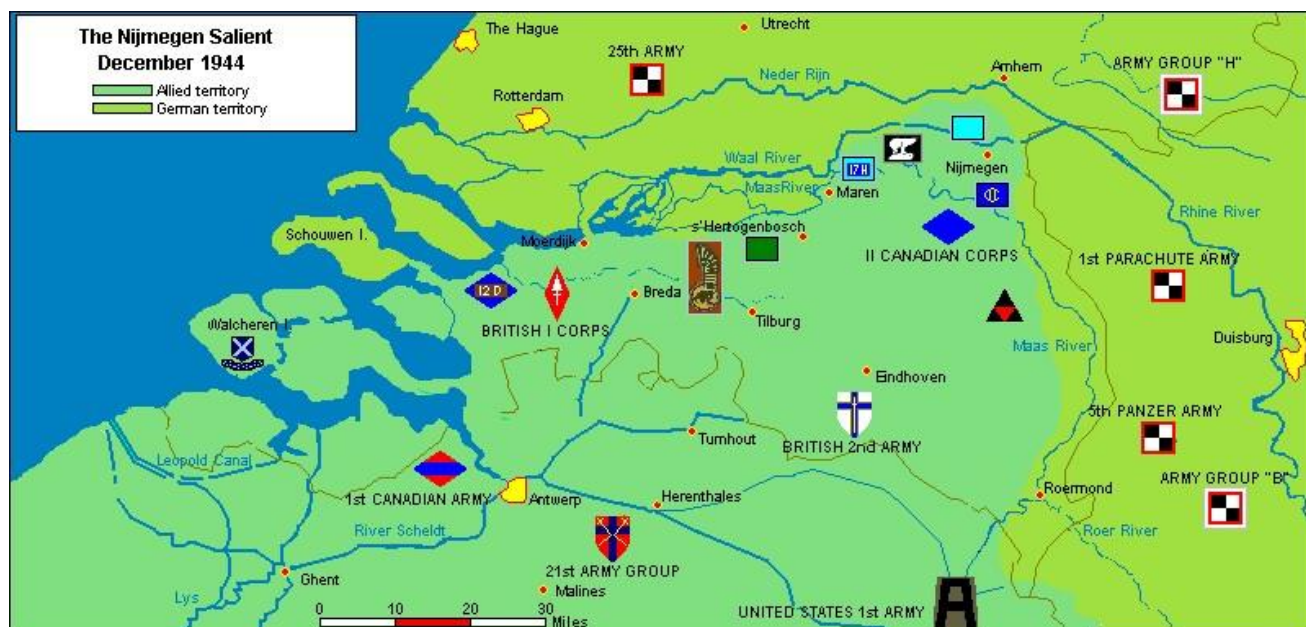 The Nijmegen Salient
December 1944
Allied territory
German territory
The Hague
Utrecht
25th ARMY
ARMY GROUP "H"
Neder Rijn
Arnhem
Rotterdam
Waal River
17 H
Nijmegen
Maas River
Maren
Rhine River
Schouwen I.
Moerdijk
s'Hertogenbosch
II CANADIAN CORPS
1st PARACHUTE ARMY
12 D
Breda
BRITISH I CORPS
Tilburg
Walcheren I.
Maas River
Duisburg
Eindhoven
5th PANZER ARMY
Turnhout
BRITISH 2nd ARMY
Leopold Canal
1st CANADIAN ARMY
Antwerp
Herenthales
Roermond
ARMY GROUP "B"
River Scheldt
Roer River
21st ARMY GROUP
Ghent
Malines
Lys
UNITED STATES 1st ARMY
A
0 10 20 30
Miles